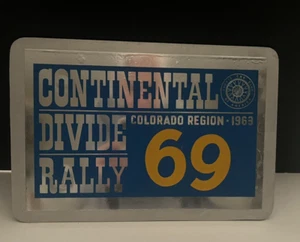 CONTINENTAL
DIVIDE
COLORADO REGION · 1969
RALLY
69